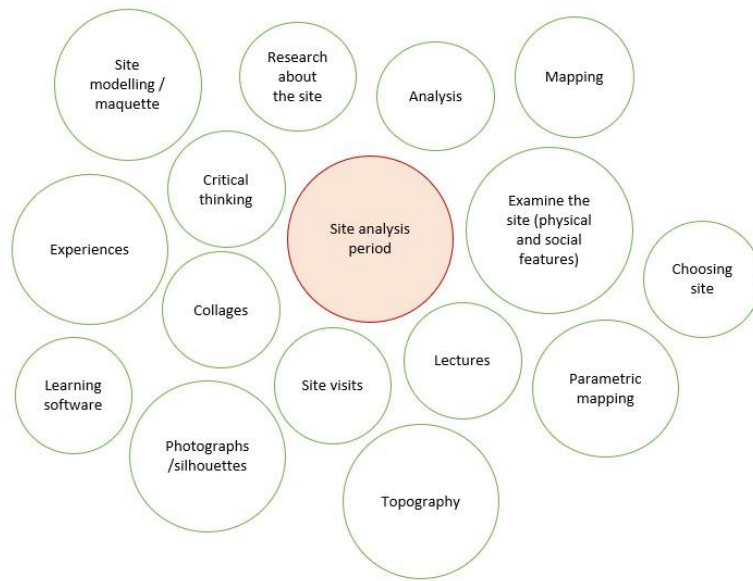 Site
modelling /
maquette
Research
about
the site
Analysis
Mapping
Critical
thinking
Site analysis
period
Examine the
site (physical
and social
features)
Experiences
Choosing
site
Collages
Lectures
Learning
software
Site visits
Parametric
mapping
Photographs
/silhouettes
Topography